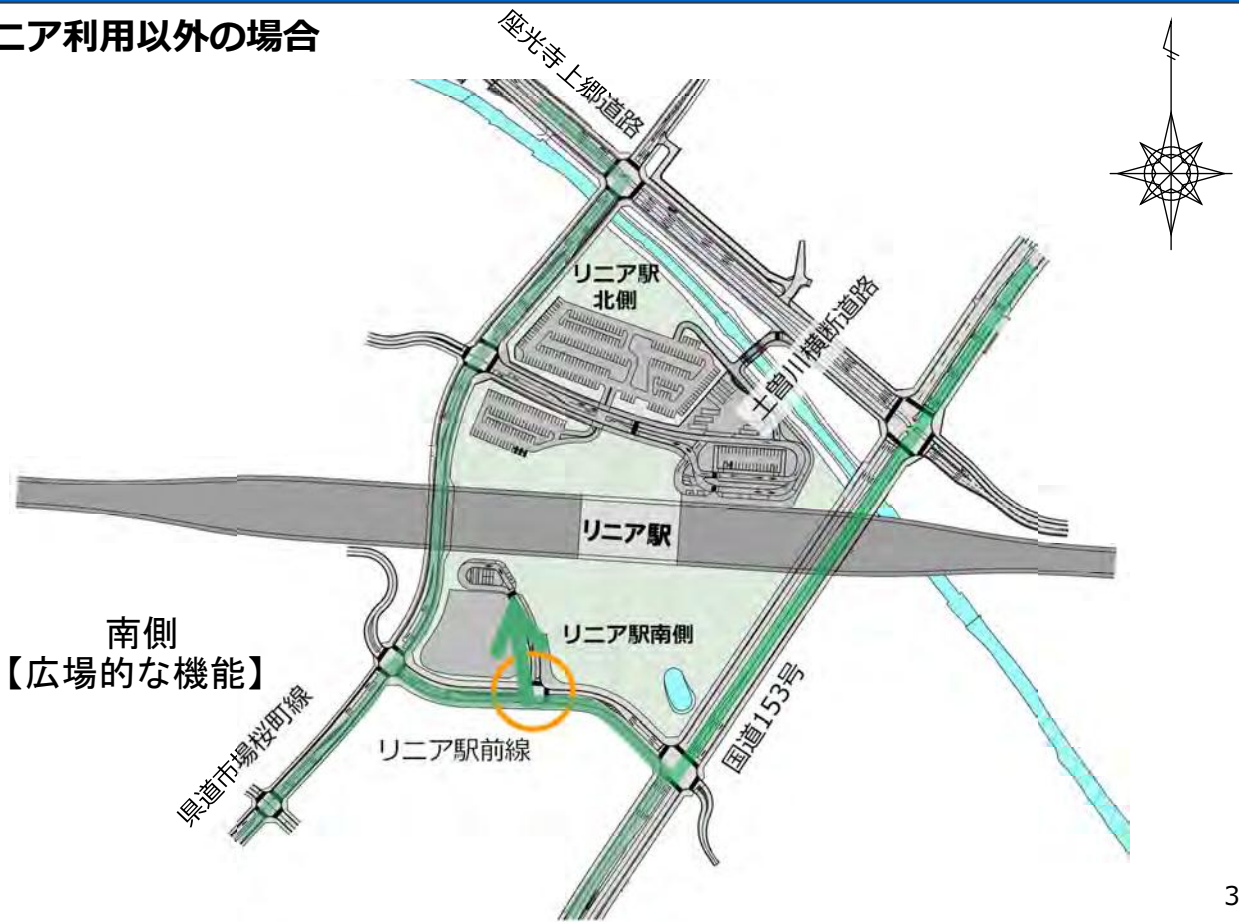 ニア利用以外の場合
座光寺上郷道路
リニア駅
北側
土曽川横断道路
リニア駅
南側
【広場的な機能】
リニア駅南側
国道153号
リニア駅前線
県道市場桜町線
3